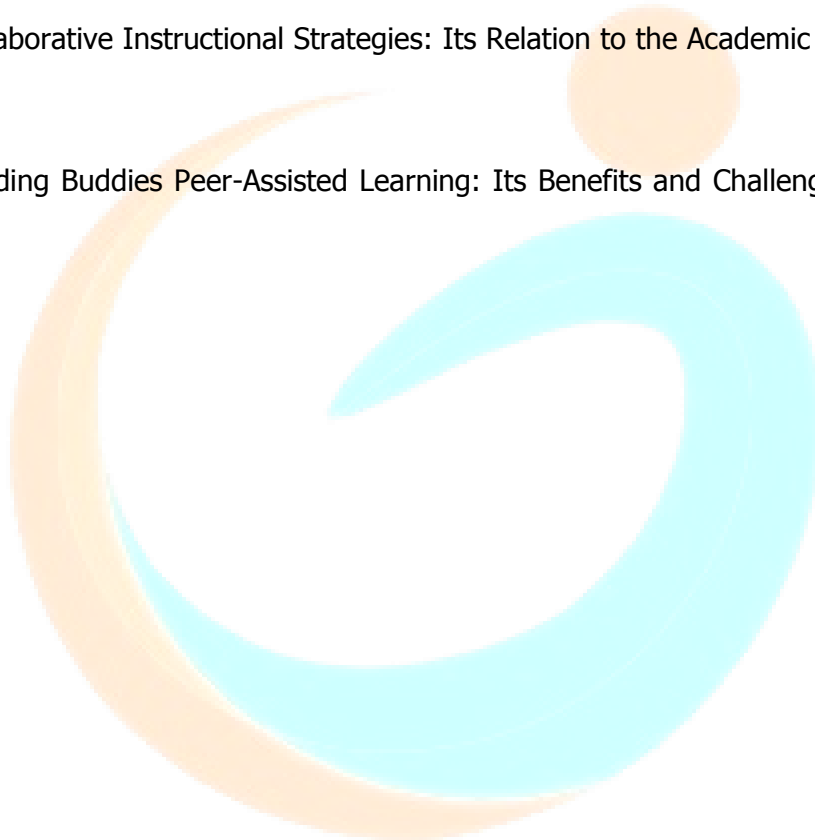 aborative Instructional Strategies: Its Relation to the Academic
ding Buddies Peer-Assisted Learning: Its Benefits and Challeng